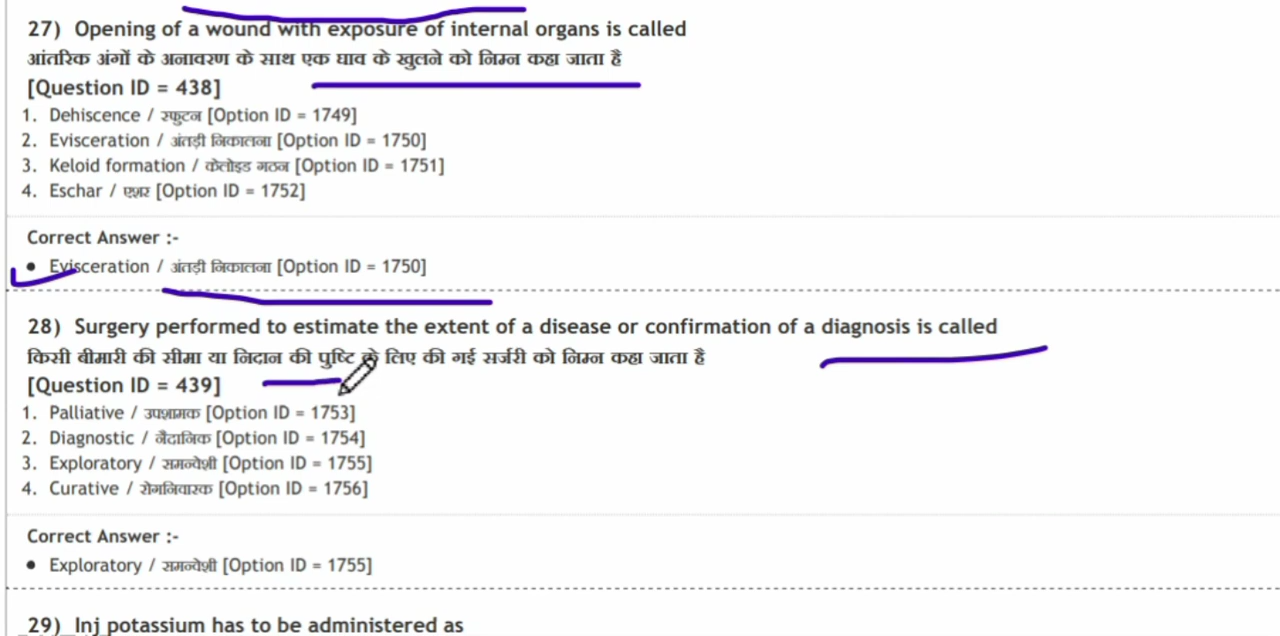 27) Opening of a wound with exposure of internal organs is called
आंतरिक अंगों के अनावरण के साथ एक घाव के खुलने को निम्न कहा जाता है
[Question ID = 438]
1. Dehiscence / स्फुटन [Option ID = 1749]
2. Evisceration / अंतड़ी निकालना [Option ID = 1750]
3. Keloid formation / केलोइड गठन [Option ID = 1751]
4. Eschar / एशर [Option ID = 1752]
Correct Answer :-
• Evisceration / अंतड़ी निकालना [Option ID = 1750]
28) Surgery performed to estimate the extent of a disease or confirmation of a diagnosis is called
किसी बीमारी की सीमा या निदान की पुष्टि के लिए की गई सर्जरी को निम्न कहा जाता है
[Question ID = 439]
1. Palliative / उपशामक [Option ID = 1753]
2. Diagnostic / नैदानिक [Option ID = 1754]
3. Exploratory / समन्वेशी [Option ID = 1755]
4. Curative / रोगनिवारक [Option ID = 1756]
Correct Answer :-
• Exploratory / समन्वेशी [Option ID = 1755]
29) Inj potassium has to be administered as